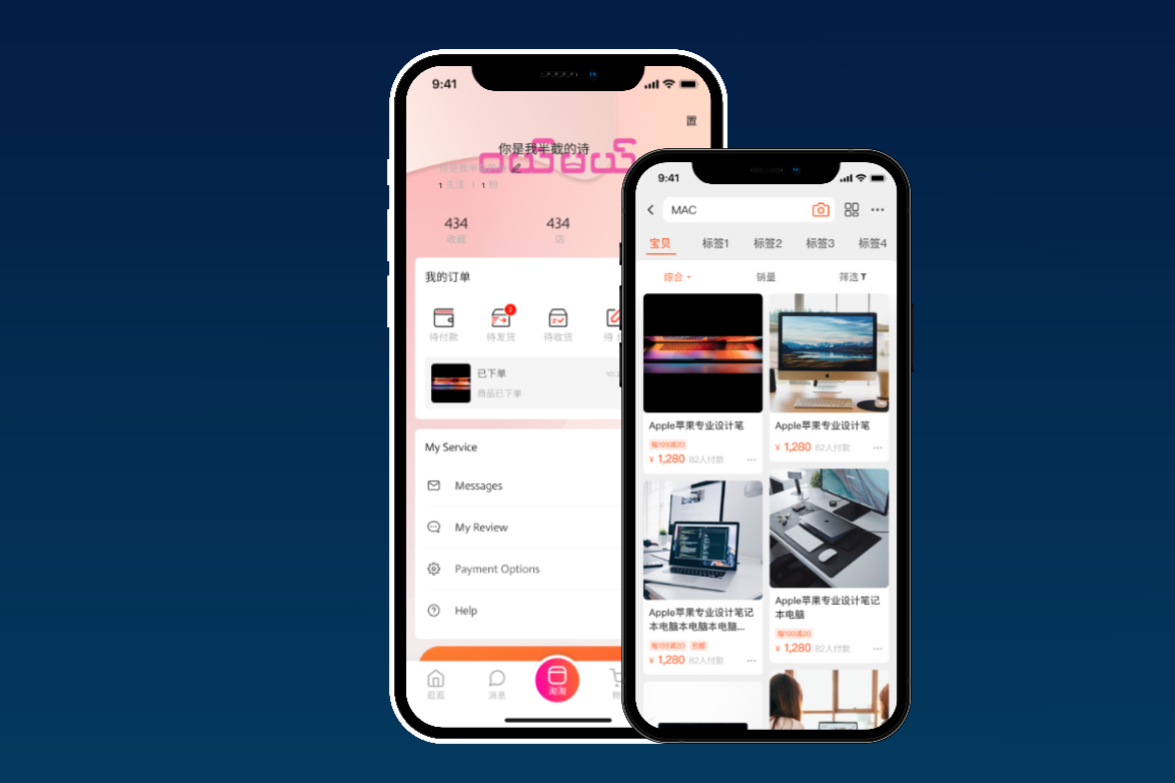 9:41
置
你是我半截的诗
ဝယ်မယ်
1 关注 | 1 粉
434
434
收藏
店
我的订单
2
待付款
待发货
待收货
待
已下单
商品已下单
My Service
Messages
My Review
Payment Options
Help
逛逛
消息
淘淘
9:41
MAC
宝贝
标签1
标签2
标签3
标签4
综合
销量
筛选
Apple苹果专业设计笔
每199减20
¥ 1,280 82人付款
Apple苹果专业设计笔
¥ 1,280 82人付款
Apple苹果专业设计笔记
本电脑本电脑本电脑...
每199减20 包邮
¥ 1,280 82人付款
Apple苹果专业设计笔记
本电脑
每199减20
¥ 1,280 82人付款